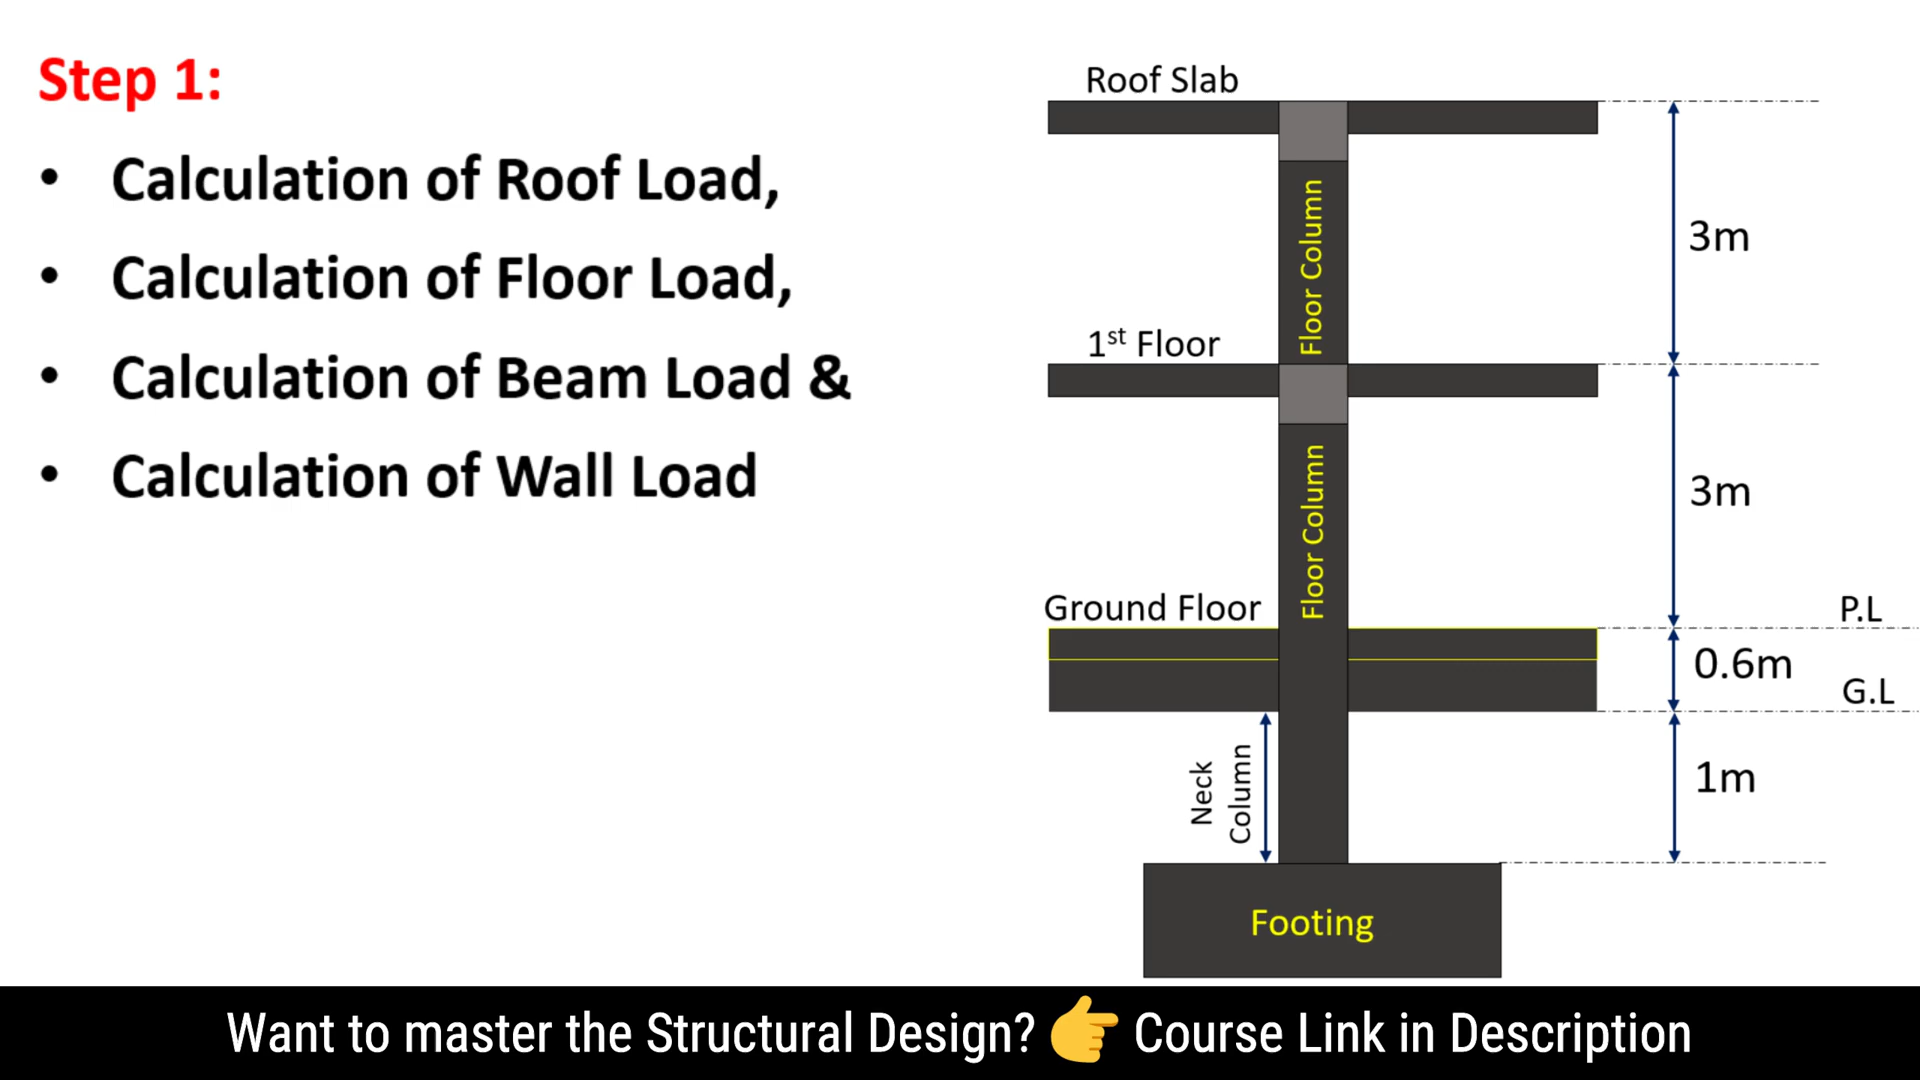 Step 1:
• Calculation of Roof Load,
• Calculation of Floor Load,
• Calculation of Beam Load &
• Calculation of Wall Load
Roof Slab
Floor Column
3m
1st Floor
Floor Column
3m
Ground Floor
P.L
0.6m
G.L
Neck
Column
1m
Footing
Want to master the Structural Design? 👉 Course Link in Description